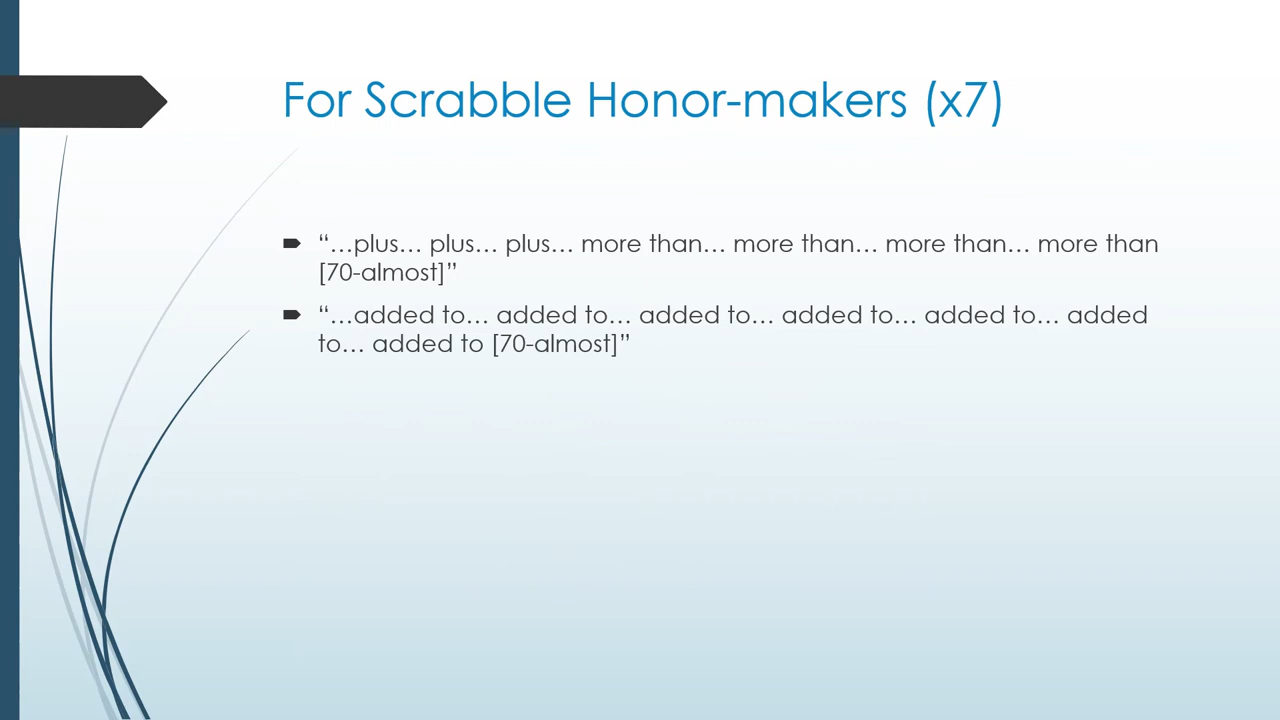 For Scrabble Honor-makers (x7)
“…plus… plus… plus… more than… more than… more than… more than
[70-almost]”
“…added to… added to… added to… added to… added to… added
to… added to [70-almost]”